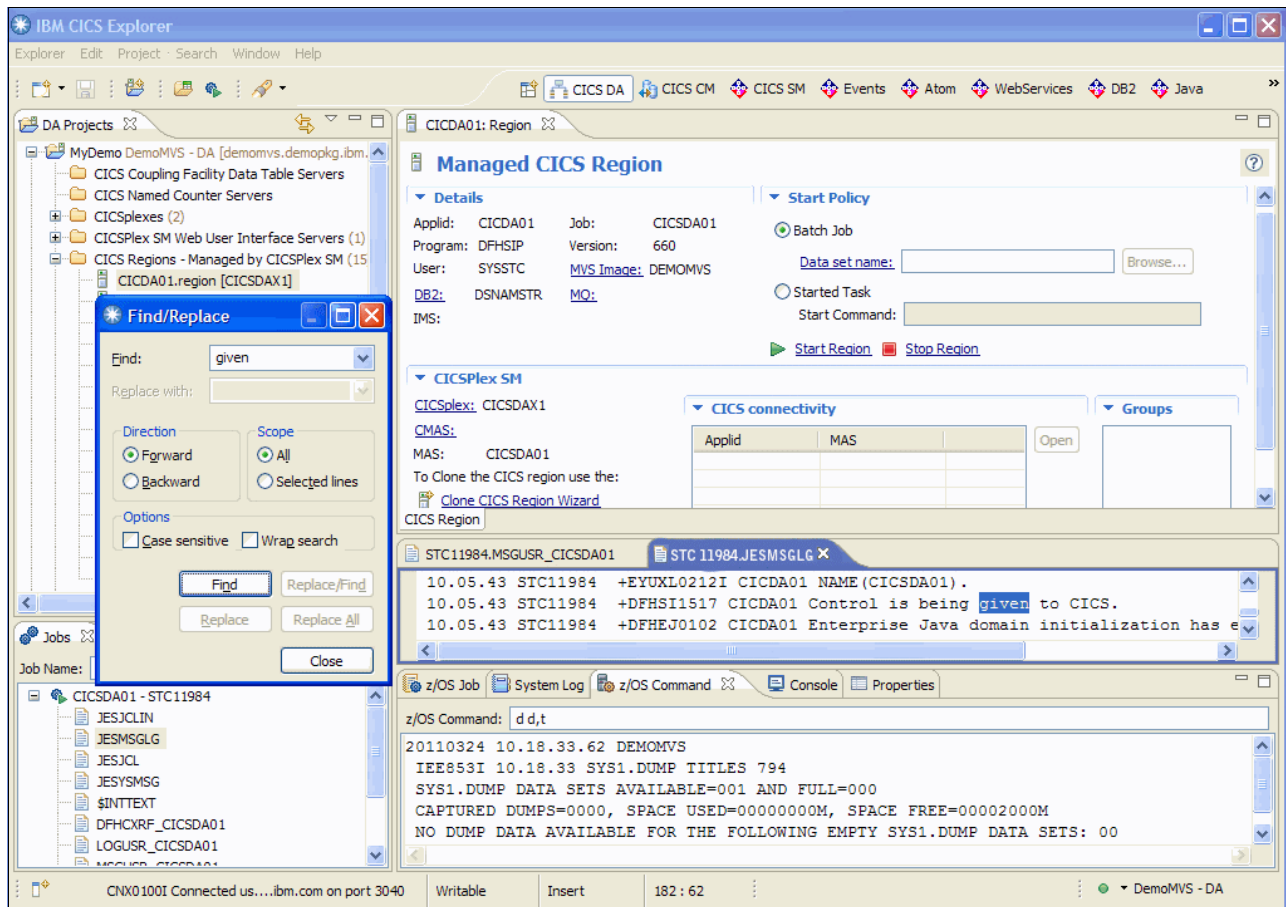 IBM CICS Explorer
Explorer Edit Project Search Window Help
CICS DA CICS CM CICS SM Events Atom WebServices DB2 Java »
DA Projects
MyDemo DemoMVS - DA [demomvs.demopkg.ibm.
CICS Coupling Facility Data Table Servers
CICS Named Counter Servers
CICSplexes (2)
CICSPlex SM Web User Interface Servers (1)
CICS Regions - Managed by CICSPlex SM (15
CICDA01.region [CICSDAX1]
Find/Replace
Find: given
Replace with:
Direction Scope
Forward All
Backward Selected lines
Options
Case sensitive Wrap search
Find Replace/Find
Replace Replace All
Close
Jobs
Job Name:
CICSDA01 - STC11984
JESJCLIN
JESMSGLG
JESJCL
JESYSMSG
$INTTEXT
DFHCXRF_CICSDA01
LOGUSR_CICSDA01
MSGUSR_CICSDA01
CICDA01: Region
Managed CICS Region
Details
Applid: CICDA01 Job: CICSDA01
Program: DFHSIP Version: 660
User: SYSSTC MVS Image: DEMOMVS
DB2: DSNAMSTR MQ:
IMS:
Start Policy
Batch Job
Data set name: Browse...
Started Task
Start Command:
Start Region Stop Region
CICSPlex SM
CICSplex: CICSDAX1
CMAS:
MAS: CICSDA01
To Clone the CICS region use the:
Clone CICS Region Wizard
CICS connectivity
Applid MAS
Open
Groups
CICS Region
STC11984.MSGUSR_CICSDA01 STC 11984.JESMSGLG
10.05.43 STC11984 +EYUXL0212I CICDA01 NAME(CICSDA01).
10.05.43 STC11984 +DFHSI1517 CICDA01 Control is being given to CICS.
10.05.43 STC11984 +DFHEJ0102 CICDA01 Enterprise Java domain initialization has e
z/OS Job System Log z/OS Command Console Properties
z/OS Command: d d,t
20110324 10.18.33.62 DEMOMVS
IEE853I 10.18.33 SYS1.DUMP TITLES 794
SYS1.DUMP DATA SETS AVAILABLE=001 AND FULL=000
CAPTURED DUMPS=0000, SPACE USED=00000000M, SPACE FREE=00002000M
NO DUMP DATA AVAILABLE FOR THE FOLLOWING EMPTY SYS1.DUMP DATA SETS: 00
CNX0100I Connected us....ibm.com on port 3040 Writable Insert 182 : 62 DemoMVS - DA